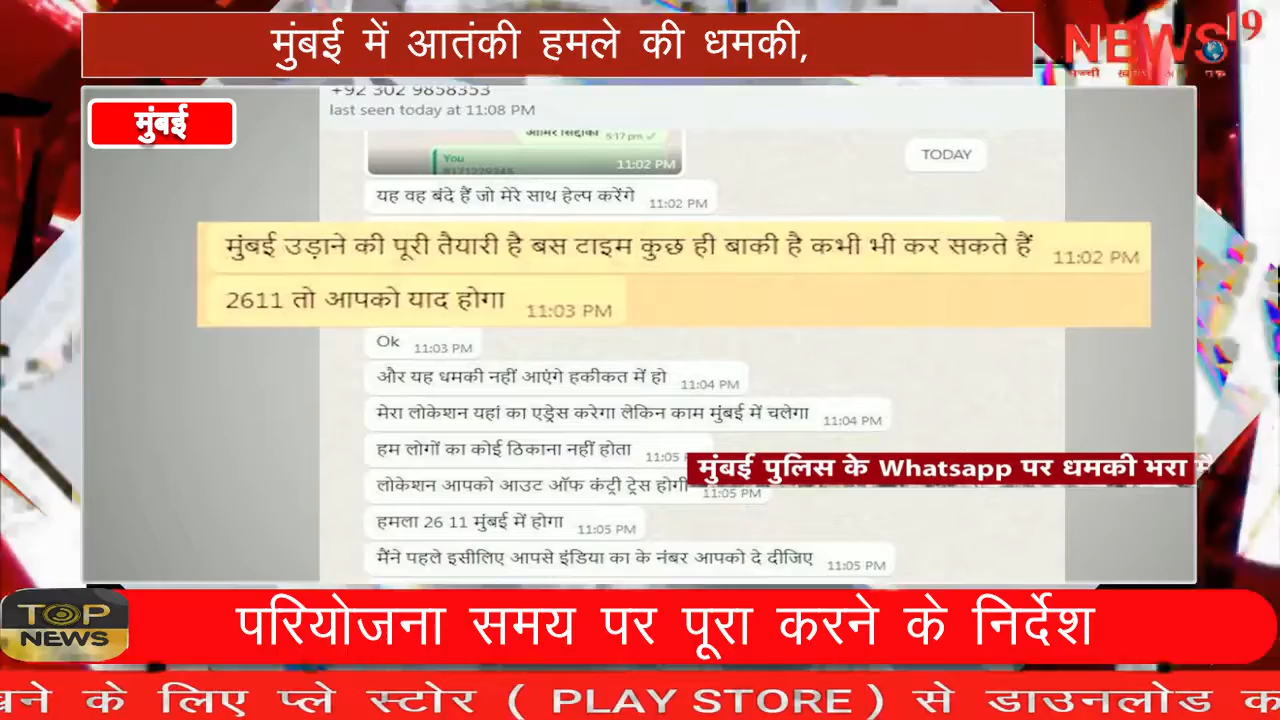 मुंबई में आतंकी हमले की धमकी,
NEWS 19
मुंबई
+92 302 9858353
last seen today at 11:08 PM
5:17 pm
You
11:02 PM
TODAY
यह वह बंदे हैं जो मेरे साथ हेल्प करेंगे 11:02 PM
मुंबई उड़ाने की पूरी तैयारी है बस टाइम कुछ ही बाकी है कभी भी कर सकते हैं 11:02 PM
2611 तो आपको याद होगा 11:03 PM
Ok 11:03 PM
और यह धमकी नहीं आएंगे हकीकत में हो 11:04 PM
मेरा लोकेशन यहां का एड्रेस करेगा लेकिन काम मुंबई में चलेगा 11:04 PM
हम लोगों का कोई ठिकाना नहीं होता 11:05
मुंबई पुलिस के Whatsapp पर धमकी भरा
लोकेशन आपको आउट ऑफ कंट्री ट्रेस होगी 11:05 PM
हमला 26 11 मुंबई में होगा 11:05 PM
मैंने पहले इसीलिए आपसे इंडिया का के नंबर आपको दे दीजिए 11:05 PM
TOP NEWS
परियोजना समय पर पूरा करने के निर्देश
के लिए प्ले स्टोर ( PLAY STORE ) से डाउनलोड